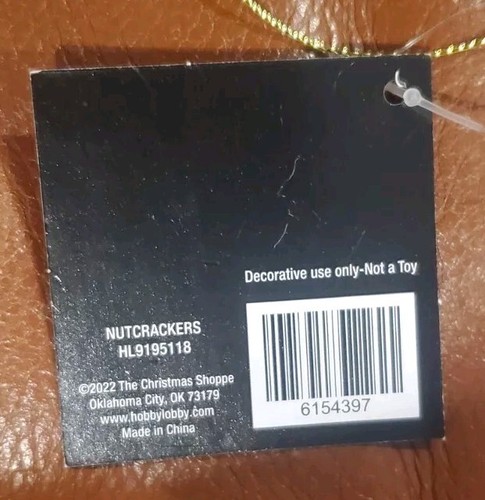 Decorative use only-Not a Toy
NUTCRACKERS
HL9195118
©2022 The Christmas Shoppe
Oklahoma City, OK 73179
www.hobbylobby.com
Made in China
6154397